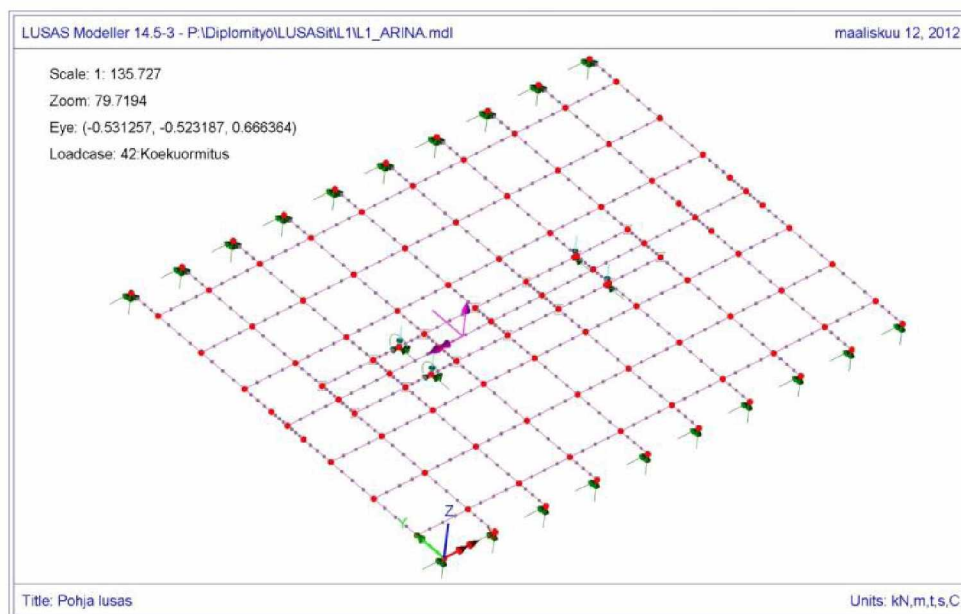 LUSAS Modeller 14.5-3 - P:\Diplomityö\LUSASit\L1\L1_ARINA.mdl
maaliskuu 12, 2012
Scale: 1: 135.727
Zoom: 79.7194
Eye: (-0.531257, -0.523187, 0.666364)
Loadcase: 42:Koekuormitus
Y
Z
Title: Pohja lusas
Units: kN,m,t,s,C